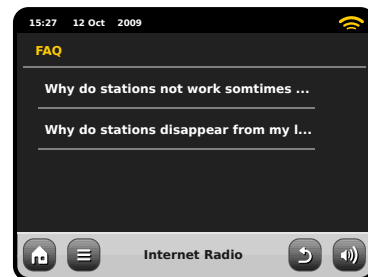 15:27 12 Oct 2009
FAQ
Why do stations not work somtimes ...
Why do stations disappear from my l...
Internet Radio